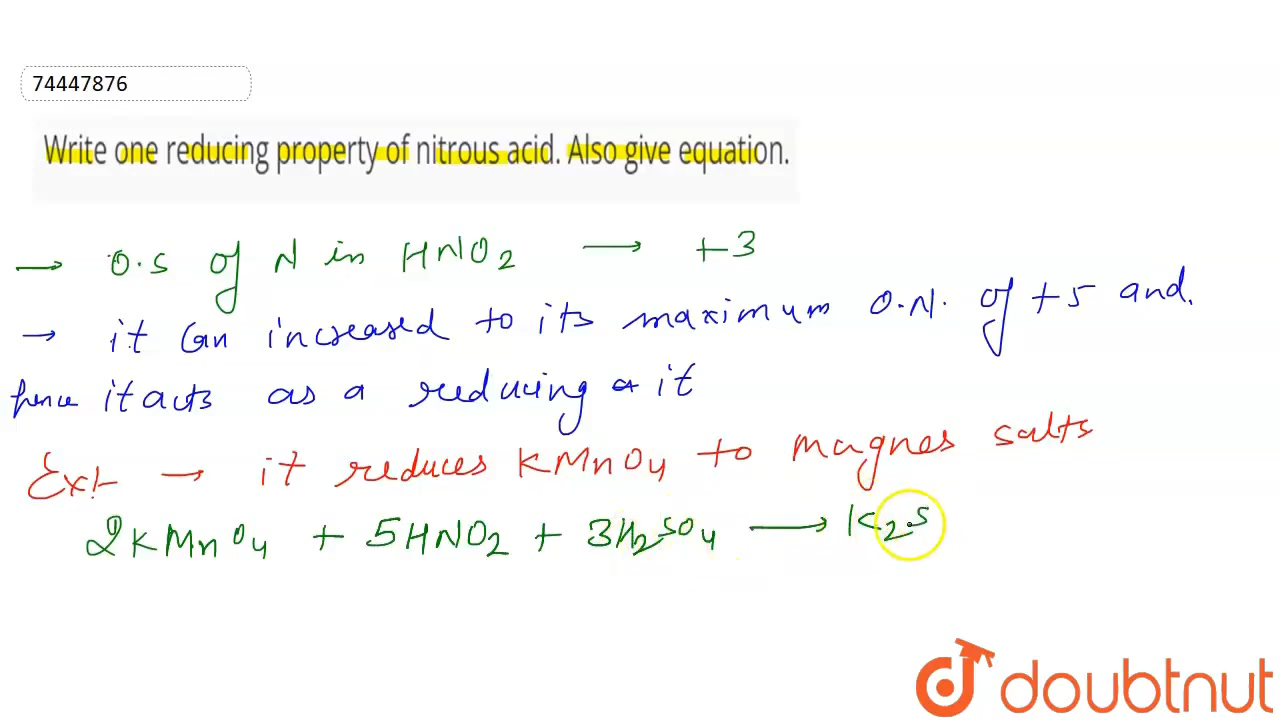 74447876
Write one reducing property of nitrous acid. Also give equation.
→ O.S of N in HNO2 → +3
→ it can increased to its maximum O.N. of +5 and.
hence it acts as a reducing a it
Ex:- → it reduces KMnO4 to magnes salts
2KMnO4 + 5HNO2 + 3H2SO4 → K2S
doubtnut